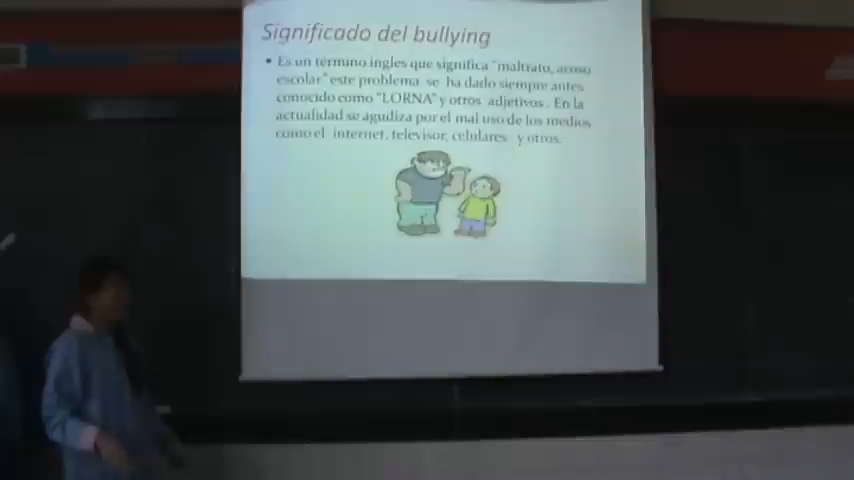 Significado del bullying
• Es un término ingles que significa "maltrato, acoso
escolar" este problema se ha dado siempre antes
conocido como "LORNA" y otros adjetivos. En la
actualidad se agudiza por el mal uso de los medios
como el internet, televisor, celulares y otros.